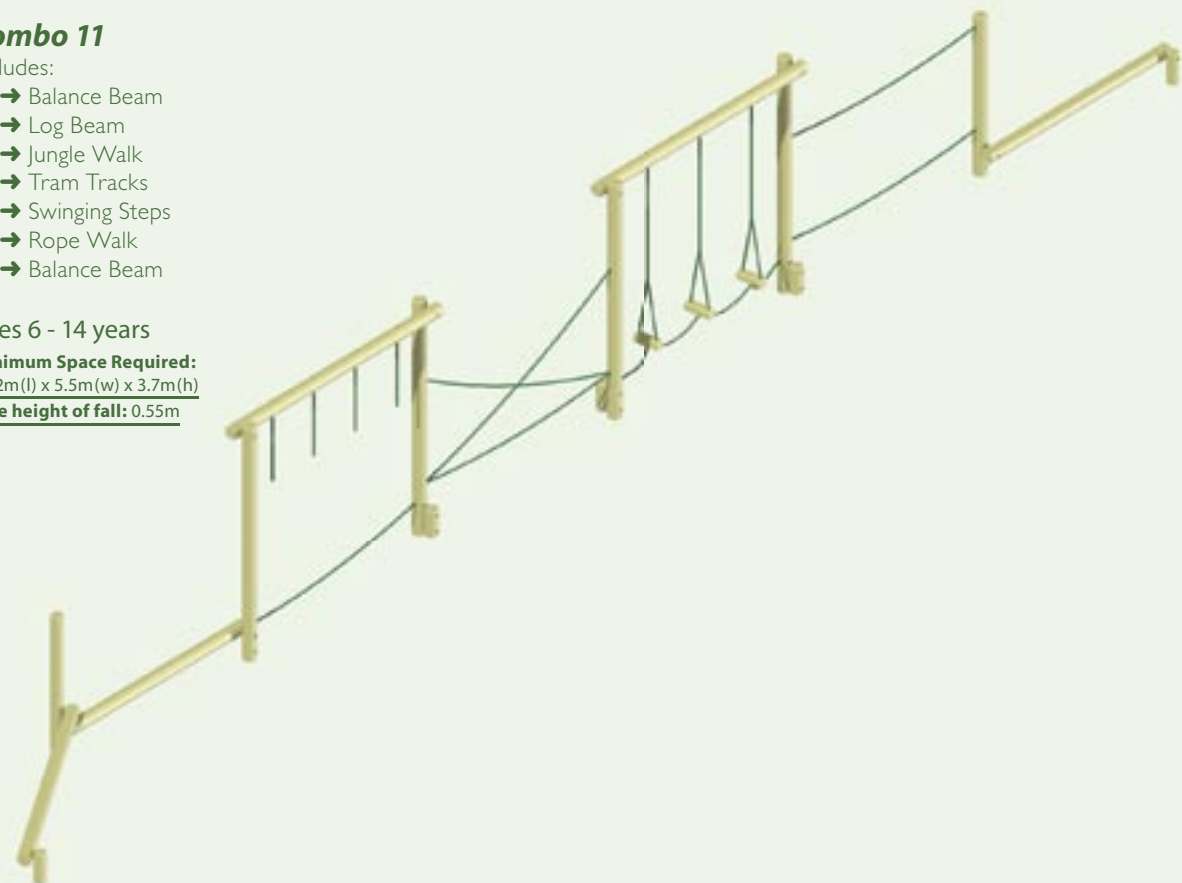 ombo 11
ludes:
➜ Balance Beam
➜ Log Beam
➜ Jungle Walk
➜ Tram Tracks
➜ Swinging Steps
➜ Rope Walk
➜ Balance Beam
es 6 - 14 years
nimum Space Required:
2m(l) x 5.5m(w) x 3.7m(h)
e height of fall: 0.55m